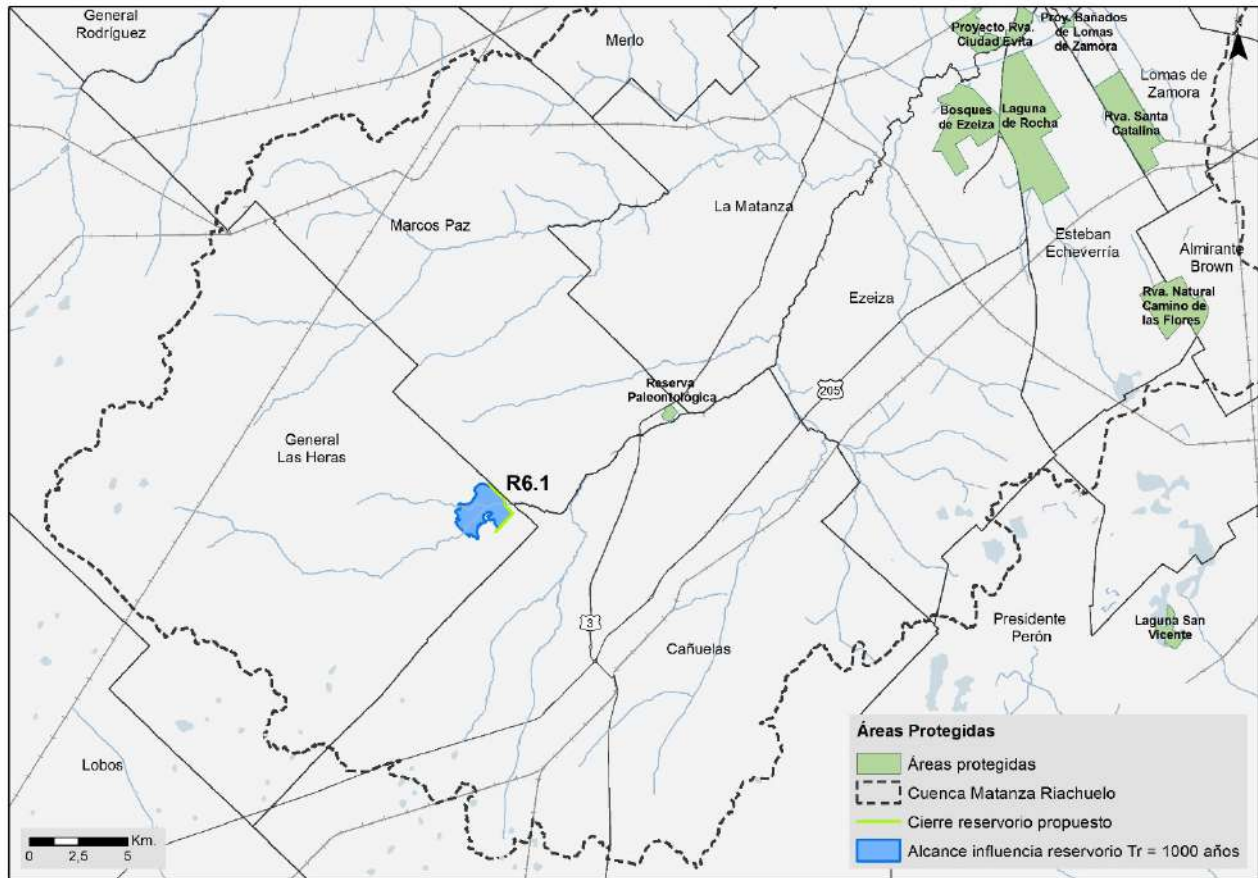 General
Rodríguez
Merlo
Proyecto Rva.
Ciudad Evita
Proy. Bañados
de Lomas
de Zamora
Lomas de
Zamora
Bosques
de Ezeiza
Laguna
de Rocha
Rva. Santa
Catalina
La Matanza
Marcos Paz
Esteban
Echeverría
Almirante
Brown
Ezeiza
Rva. Natural
Camino de
las Flores
Reserva
Paleontológica
205
General
Las Heras
R6.1
3
Cañuelas
Presidente
Perón
Laguna San
Vicente
Lobos
Km.
0 2,5 5
Áreas Protegidas
Áreas protegidas
Cuenca Matanza Riachuelo
Cierre reservorio propuesto
Alcance influencia reservorio Tr = 1000 años